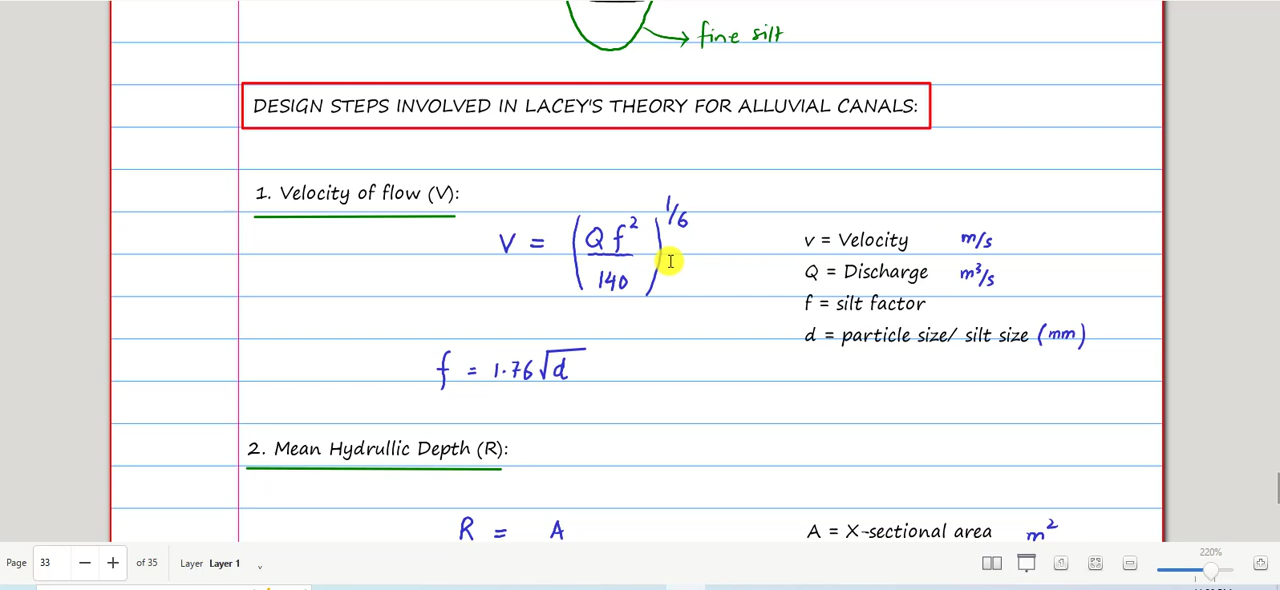 fine silt
DESIGN STEPS INVOLVED IN LACEY'S THEORY FOR ALLUVIAL CANALS:
1. Velocity of flow (V):
V = (Q f² / 140)^1/6
v = Velocity m/s
Q = Discharge m³/s
f = silt factor
d = particle size/ silt size (mm)
f = 1.76√d
2. Mean Hydrullic Depth (R):
R = A
A = X-sectional area m²
Page 33 of 35 Layer Layer 1 220%